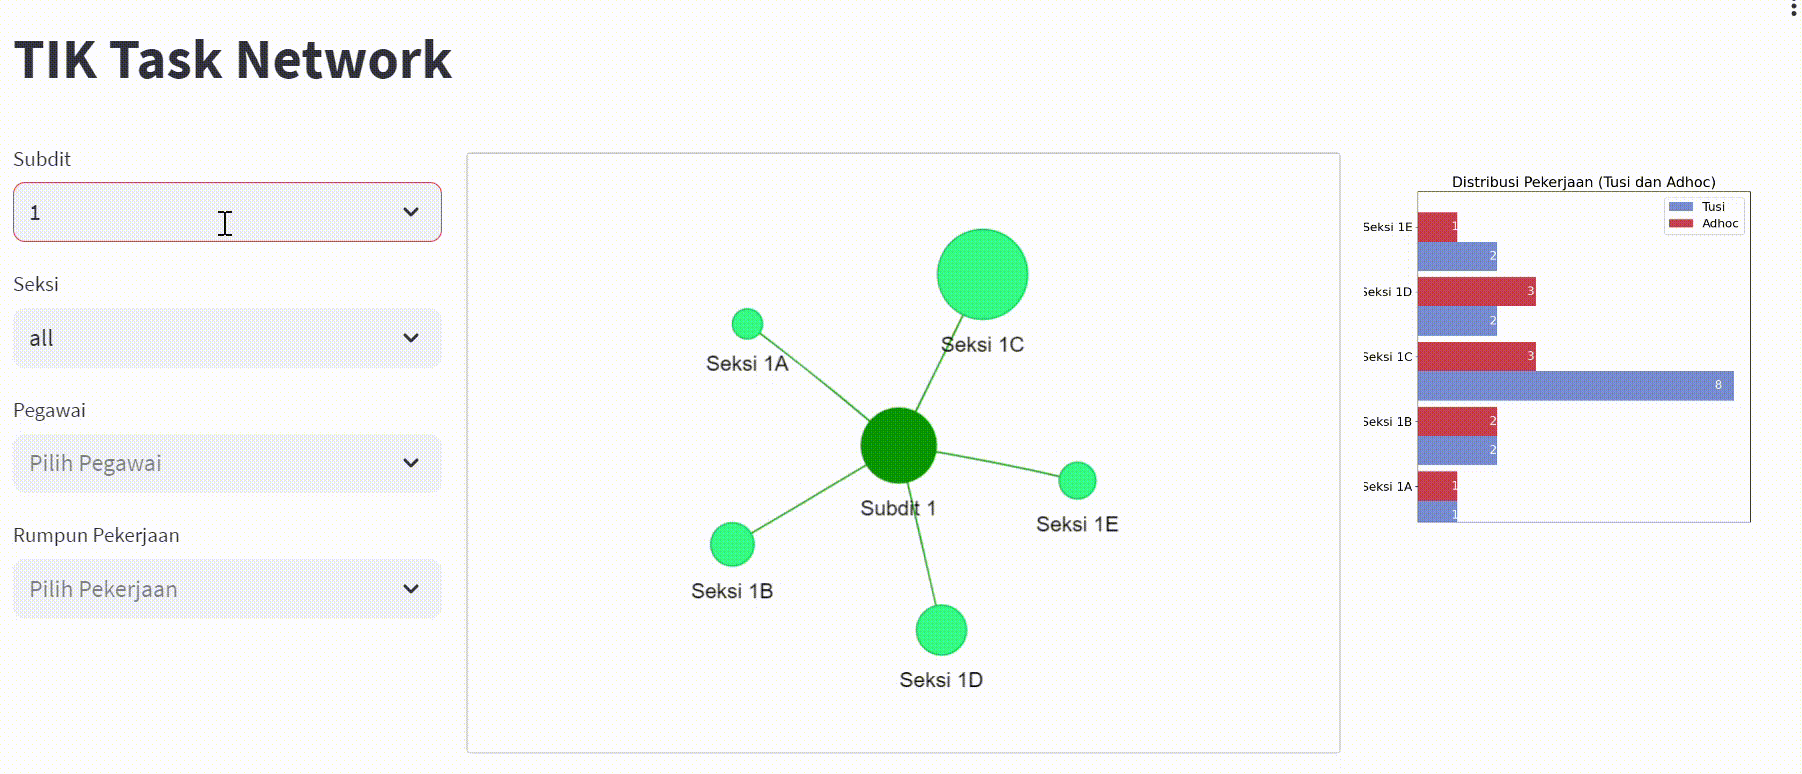 TIK Task Network
Subdit
1
Seksi
all
Pegawai
Pilih Pegawai
Rumpun Pekerjaan
Pilih Pekerjaan
Seksi 1C
Seksi 1A
Subdit 1
Seksi 1E
Seksi 1B
Seksi 1D
Distribusi Pekerjaan (Tusi dan Adhoc)
Tusi
Adhoc
Seksi 1E
1
2
Seksi 1D
3
2
Seksi 1C
3
8
Seksi 1B
2
2
Seksi 1A
1
1